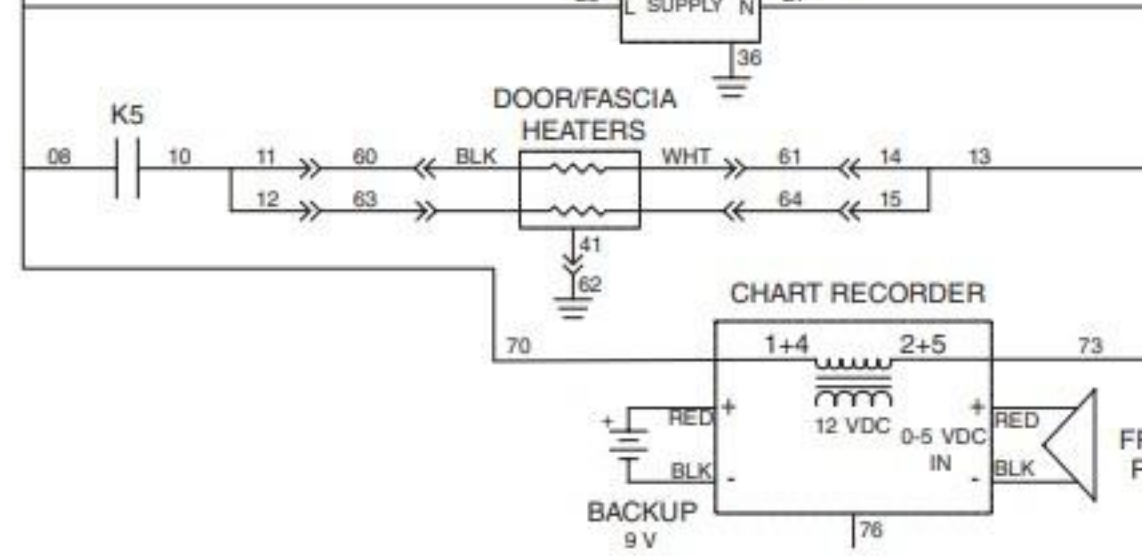 L SUPPLY N
36
DOOR/FASCIA
HEATERS
K5
08 10 11 60 BLK WHT 61 14 13
12 63 64 15
41
62
CHART RECORDER
70 1+4 2+5 73
+ RED + + RED
12 VDC 0-5 VDC
IN
BLK - - BLK
BACKUP
9 V
76